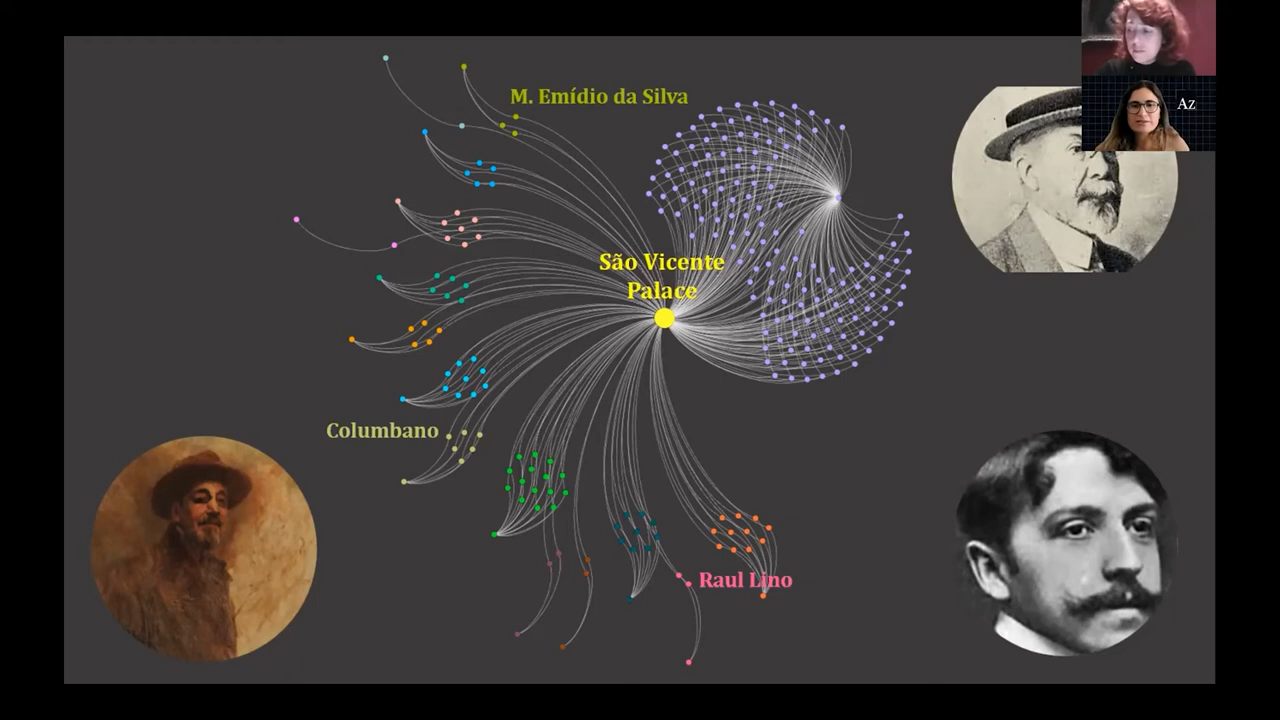 M. Emídio da Silva
Az
São Vicente
Palace
Columbano
Raul Lino